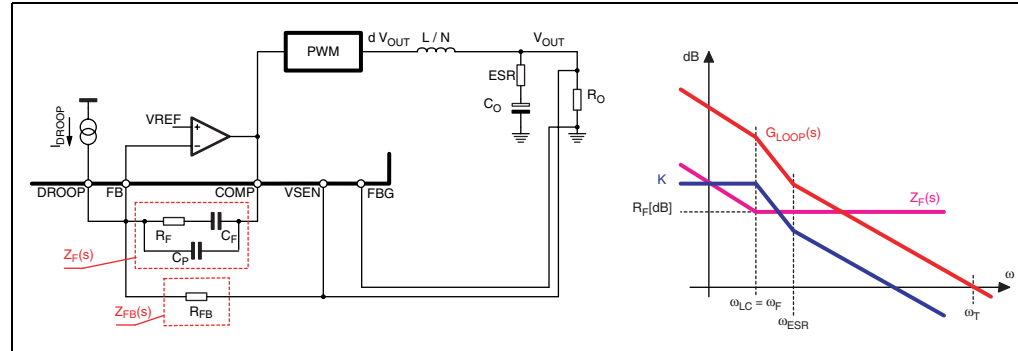 d V_OUT L / N V_OUT
PWM
ESR
C_O
R_O
I_DROOP
VREF
+
-
DROOP FB COMP VSEN FBG
R_F C_F
C_P
Z_F(s)
R_FB
Z_FB(s)
dB
G_LOOP(s)
K
Z_F(s)
R_F[dB]
ω
ω_LC = ω_F
ω_T
ω_ESR